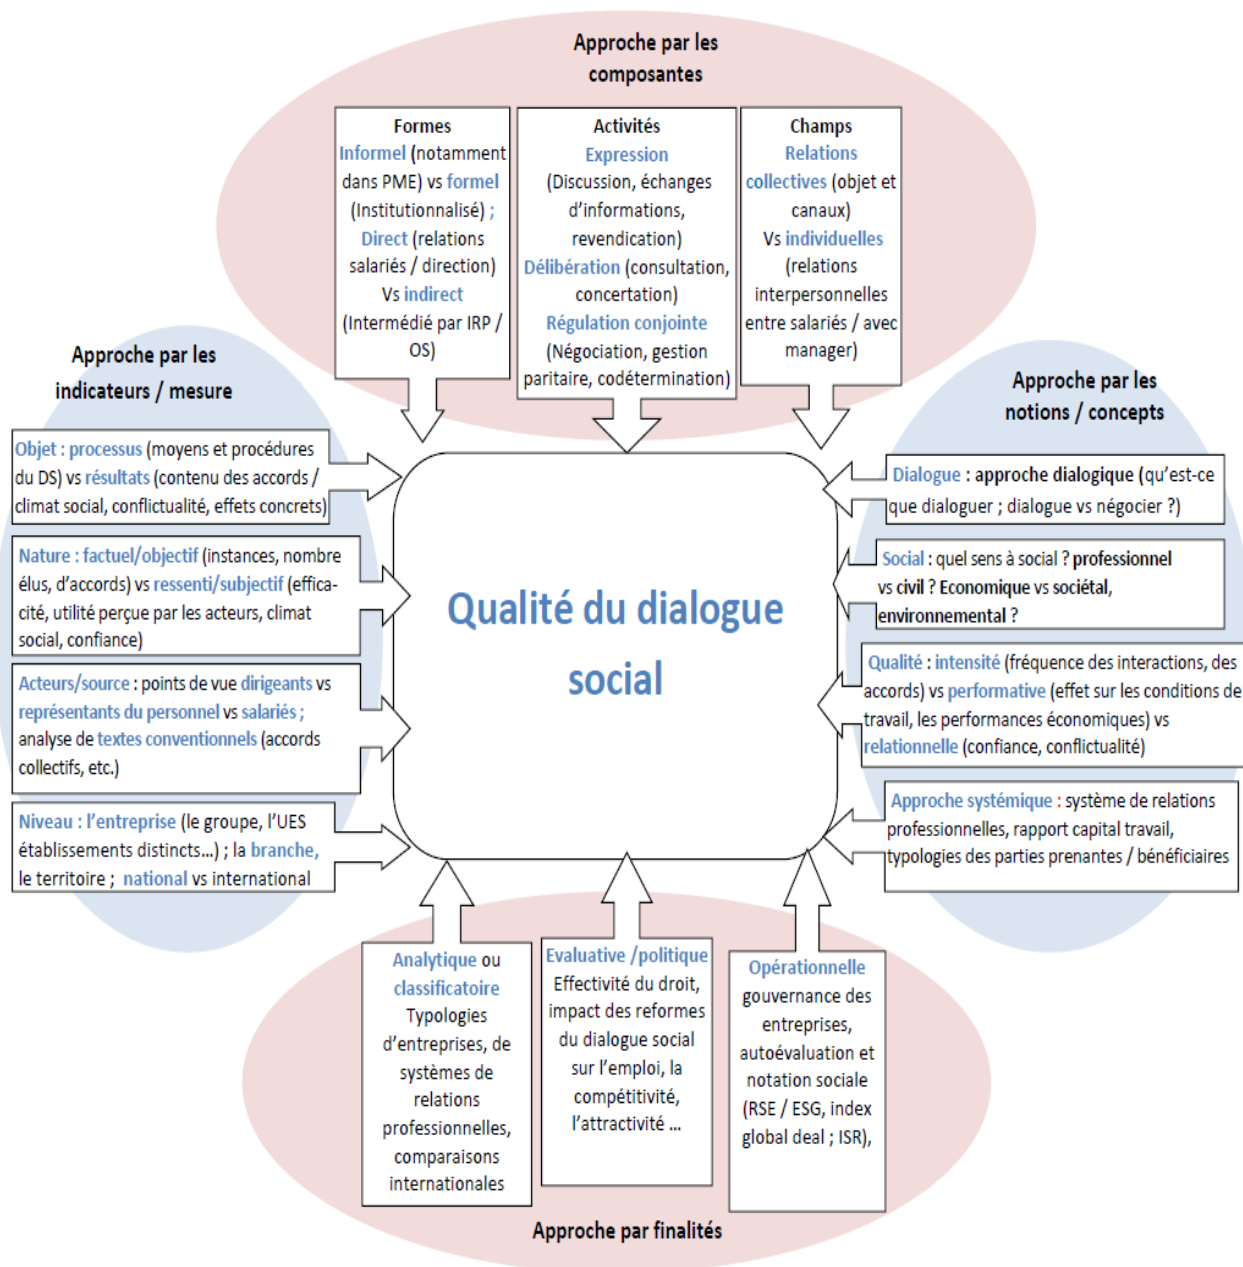 Approche par les
composantes
Formes
Informel (notamment
dans PME) vs formel
(Institutionnalisé) ;
Direct (relations
salariés / direction)
Vs indirect
(Intermédié par IRP /
OS)
Activités
Expression
(Discussion, échanges
d'informations,
revendication)
Délibération (consultation,
concertation)
Régulation conjointe
(Négociation, gestion
paritaire, codétermination)
Champs
Relations
collectives (objet et
canaux)
Vs individuelles
(relations
interpersonnelles
entre salariés / avec
manager)
Approche par les
indicateurs / mesure
Objet : processus (moyens et procédures
du DS) vs résultats (contenu des accords /
climat social, conflictualité, effets concrets)
Nature : factuel/objectif (instances, nombre
élus, d'accords) vs ressenti/subjectif (effica-
cité, utilité perçue par les acteurs, climat
social, confiance)
Acteurs/source : points de vue dirigeants vs
représentants du personnel vs salariés ;
analyse de textes conventionnels (accords
collectifs, etc.)
Niveau : l'entreprise (le groupe, l'UES
établissements distincts…) ; la branche,
le territoire ; national vs international
Qualité du dialogue
social
Approche par les
notions / concepts
Dialogue : approche dialogique (qu'est-ce
que dialoguer ; dialogue vs négocier ?)
Social : quel sens à social ? professionnel
vs civil ? Economique vs sociétal,
environnemental ?
Qualité : intensité (fréquence des interactions, des
accords) vs performative (effet sur les conditions de
travail, les performances économiques) vs
relationnelle (confiance, conflictualité)
Approche systémique : système de relations
professionnelles, rapport capital travail,
typologies des parties prenantes / bénéficiaires
Analytique ou
classificatoire
Typologies
d'entreprises, de
systèmes de
relations
professionnelles,
comparaisons
internationales
Evaluative /politique
Effectivité du droit,
impact des reformes
du dialogue social
sur l'emploi, la
compétitivité,
l'attractivité …
Opérationnelle
gouvernance des
entreprises,
autoévaluation et
notation sociale
(RSE / ESG, index
global deal ; ISR),
Approche par finalités